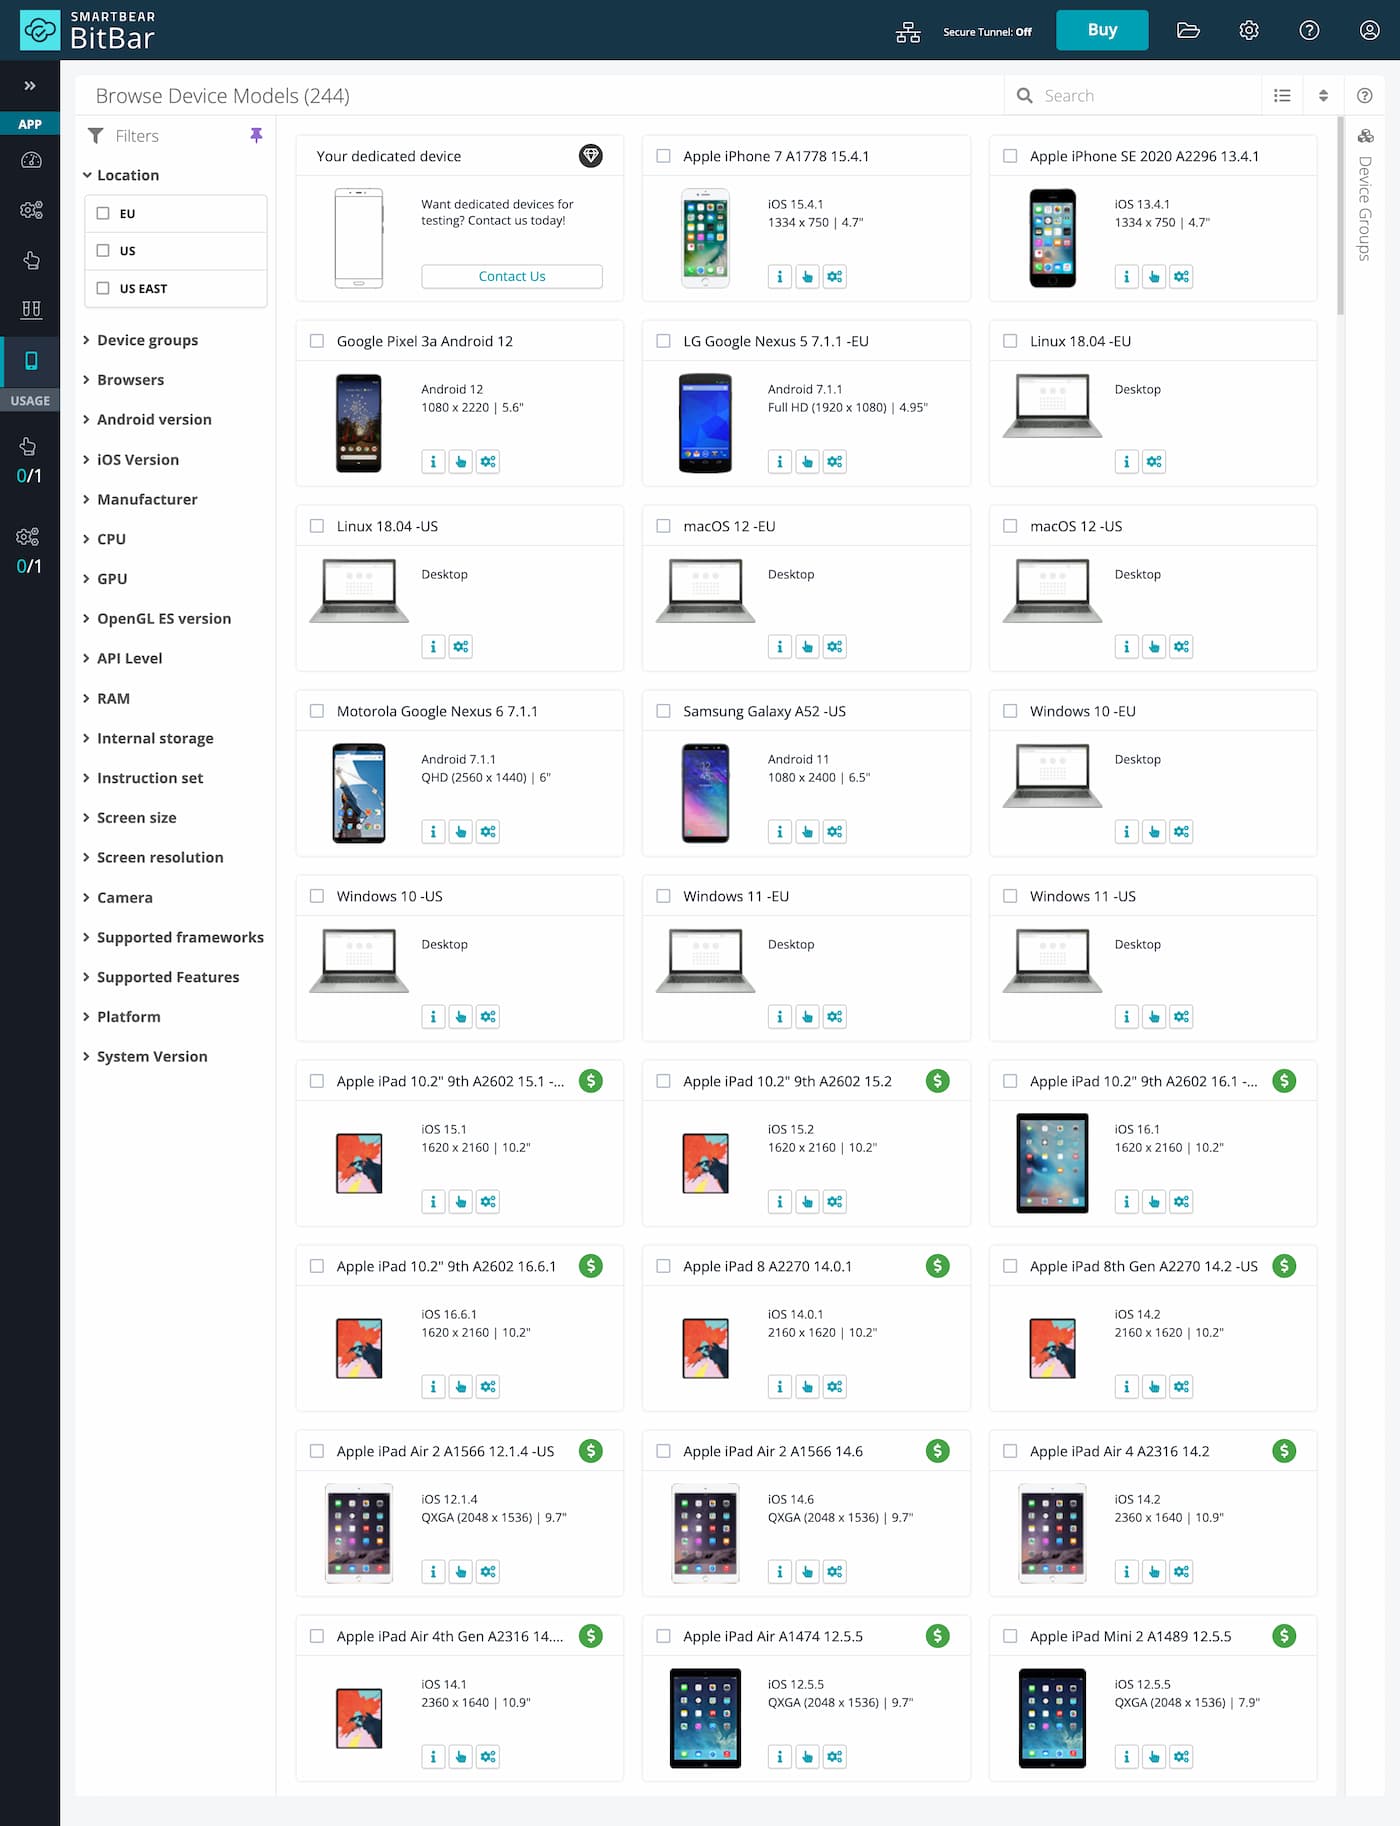 SMARTBEAR
BitBar
Secure Tunnel: Off
Buy
APP
USAGE
0/1
0/1
Browse Device Models (244)
Search
Filters
Location
EU
US
US EAST
Device groups
Browsers
Android version
iOS Version
Manufacturer
CPU
GPU
OpenGL ES version
API Level
RAM
Internal storage
Instruction set
Screen size
Screen resolution
Camera
Supported frameworks
Supported Features
Platform
System Version
Your dedicated device
Want dedicated devices for
testing? Contact us today!
Contact Us
Apple iPhone 7 A1778 15.4.1
iOS 15.4.1
1334 x 750 | 4.7"
Apple iPhone SE 2020 A2296 13.4.1
iOS 13.4.1
1334 x 750 | 4.7"
Google Pixel 3a Android 12
Android 12
1080 x 2220 | 5.6"
LG Google Nexus 5 7.1.1 -EU
Android 7.1.1
Full HD (1920 x 1080) | 4.95"
Linux 18.04 -EU
Desktop
Linux 18.04 -US
Desktop
macOS 12 -EU
Desktop
macOS 12 -US
Desktop
Motorola Google Nexus 6 7.1.1
Android 7.1.1
QHD (2560 x 1440) | 6"
Samsung Galaxy A52 -US
Android 11
1080 x 2400 | 6.5"
Windows 10 -EU
Desktop
Windows 10 -US
Desktop
Windows 11 -EU
Desktop
Windows 11 -US
Desktop
Apple iPad 10.2" 9th A2602 15.1 -...
iOS 15.1
1620 x 2160 | 10.2"
Apple iPad 10.2" 9th A2602 15.2
iOS 15.2
1620 x 2160 | 10.2"
Apple iPad 10.2" 9th A2602 16.1 -...
iOS 16.1
1620 x 2160 | 10.2"
Apple iPad 10.2" 9th A2602 16.6.1
iOS 16.6.1
1620 x 2160 | 10.2"
Apple iPad 8 A2270 14.0.1
iOS 14.0.1
2160 x 1620 | 10.2"
Apple iPad 8th Gen A2270 14.2 -US
iOS 14.2
2160 x 1620 | 10.2"
Apple iPad Air 2 A1566 12.1.4 -US
iOS 12.1.4
QXGA (2048 x 1536) | 9.7"
Apple iPad Air 2 A1566 14.6
iOS 14.6
QXGA (2048 x 1536) | 9.7"
Apple iPad Air 4 A2316 14.2
iOS 14.2
2360 x 1640 | 10.9"
Apple iPad Air 4th Gen A2316 14....
iOS 14.1
2360 x 1640 | 10.9"
Apple iPad Air A1474 12.5.5
iOS 12.5.5
QXGA (2048 x 1536) | 9.7"
Apple iPad Mini 2 A1489 12.5.5
iOS 12.5.5
QXGA (2048 x 1536) | 7.9"
Device Groups